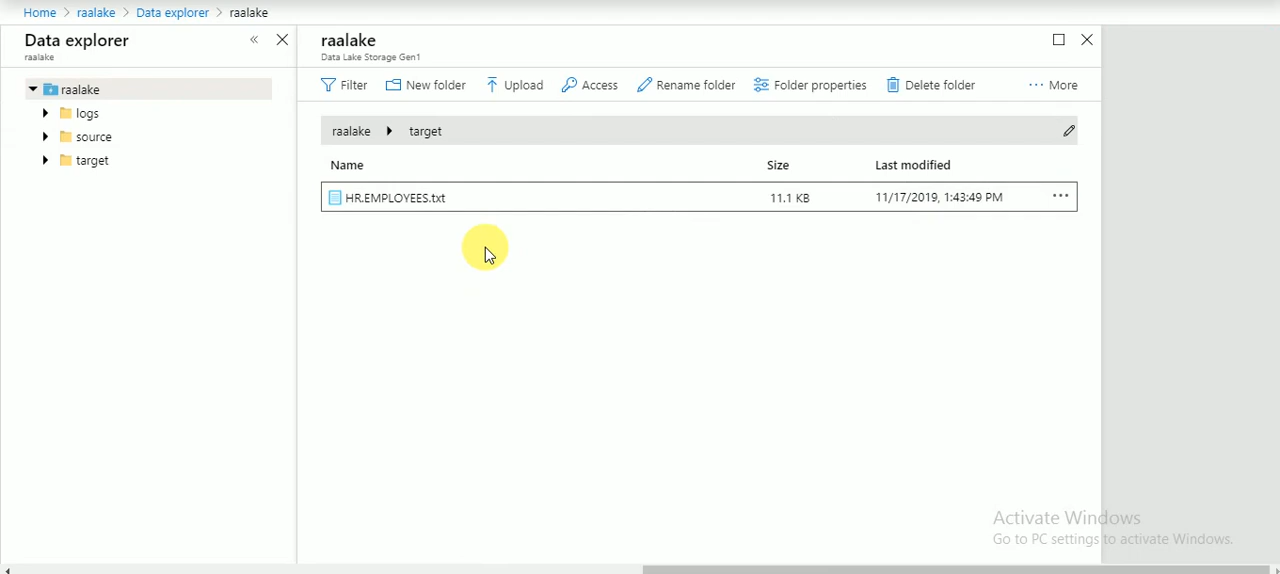 Home > raalake > Data explorer > raalake
Data explorer
raalake
raalake
logs
source
target
raalake
Data Lake Storage Gen1
Filter New folder Upload Access Rename folder Folder properties Delete folder ··· More
raalake target
Name Size Last modified
HR.EMPLOYEES.txt 11.1 KB 11/17/2019, 1:43:49 PM ···
Activate Windows
Go to PC settings to activate Windows.